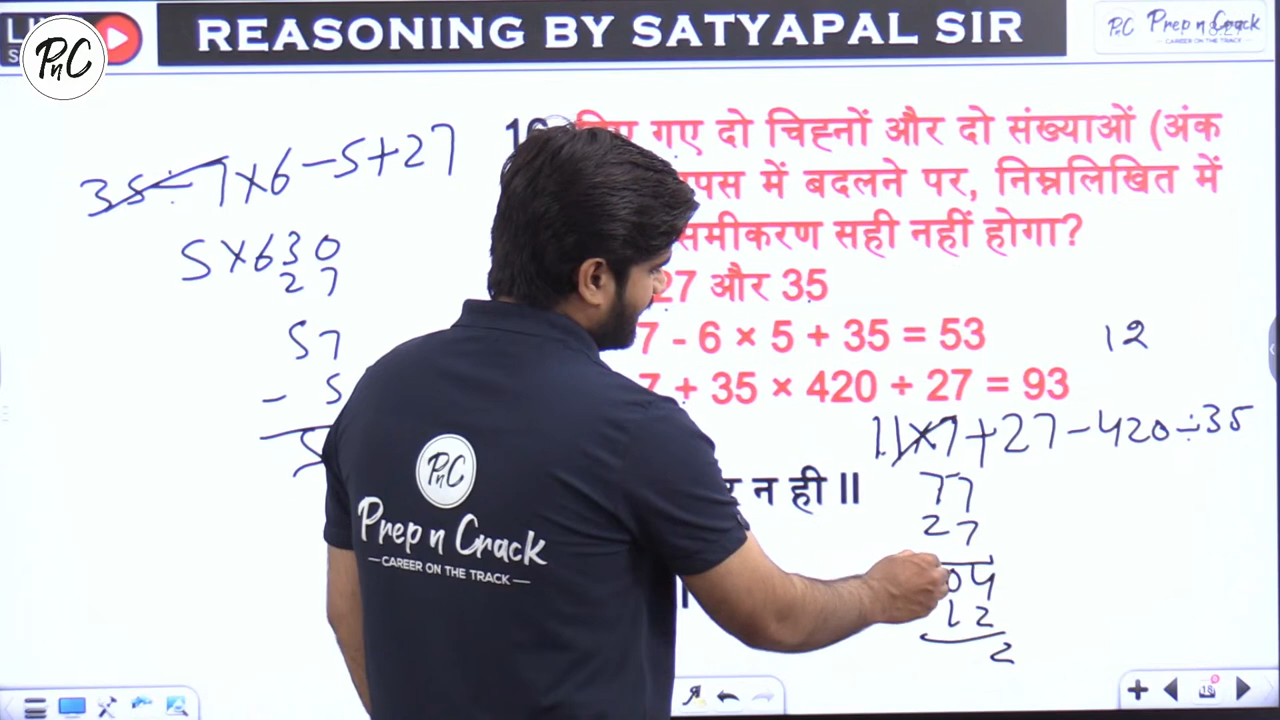 REASONING BY SATYAPAL SIR
PnC
PnC Prep n Crack
CAREER ON THE TRACK
गए दो चिह्नों और दो संख्याओं (अंक
में बदलने पर, निम्नलिखित में
समीकरण सही नहीं होगा?
27 और 35
7 - 6 × 5 + 35 = 53
7 + 35 × 420 ÷ 27 = 93
न ही II
35 ÷ 7 × 6 - 5 + 27
5 × 6 30
27
57
- 5
12
11 × 7 + 27 - 420 ÷ 35
77
27
04
12
2
PnC
Prep n Crack
CAREER ON THE TRACK